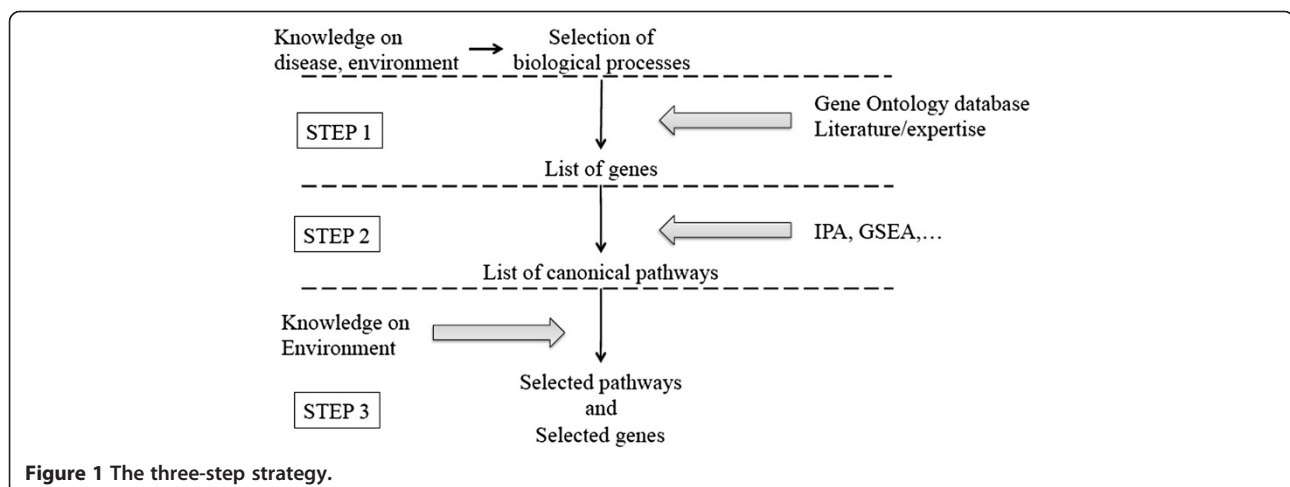 Knowledge on
disease, environment
Selection of
biological processes
STEP 1
Gene Ontology database
Literature/expertise
List of genes
STEP 2
IPA, GSEA,...
List of canonical pathways
Knowledge on
Environment
STEP 3
Selected pathways
and
Selected genes
Figure 1 The three-step strategy.